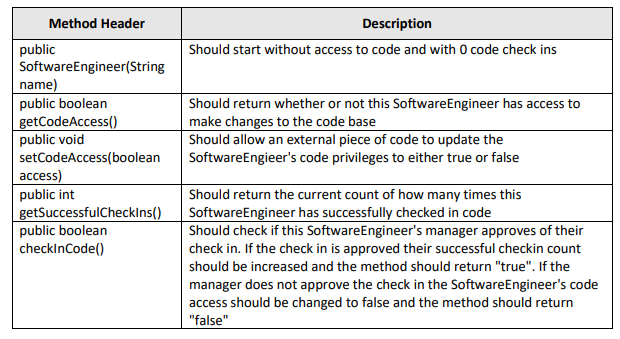 Method Header
Description
public
SoftwareEngineer(String
name)
Should start without access to code and with 0 code check ins
public boolean
getCodeAccess()
Should return whether or not this SoftwareEngineer has access to
make changes to the code base
public void
setCodeAccess(boolean
access)
Should allow an external piece of code to update the
SoftwareEngieer's code privileges to either true or false
public int
getSuccessfulCheckIns()
Should return the current count of how many times this
SoftwareEngineer has successfully checked in code
public boolean
checkInCode()
Should check if this SoftwareEngineer's manager approves of their
check in. If the check in is approved their successful checkin count
should be increased and the method should return "true". If the
manager does not approve the check in the SoftwareEngineer's code
access should be changed to false and the method should return
"false"